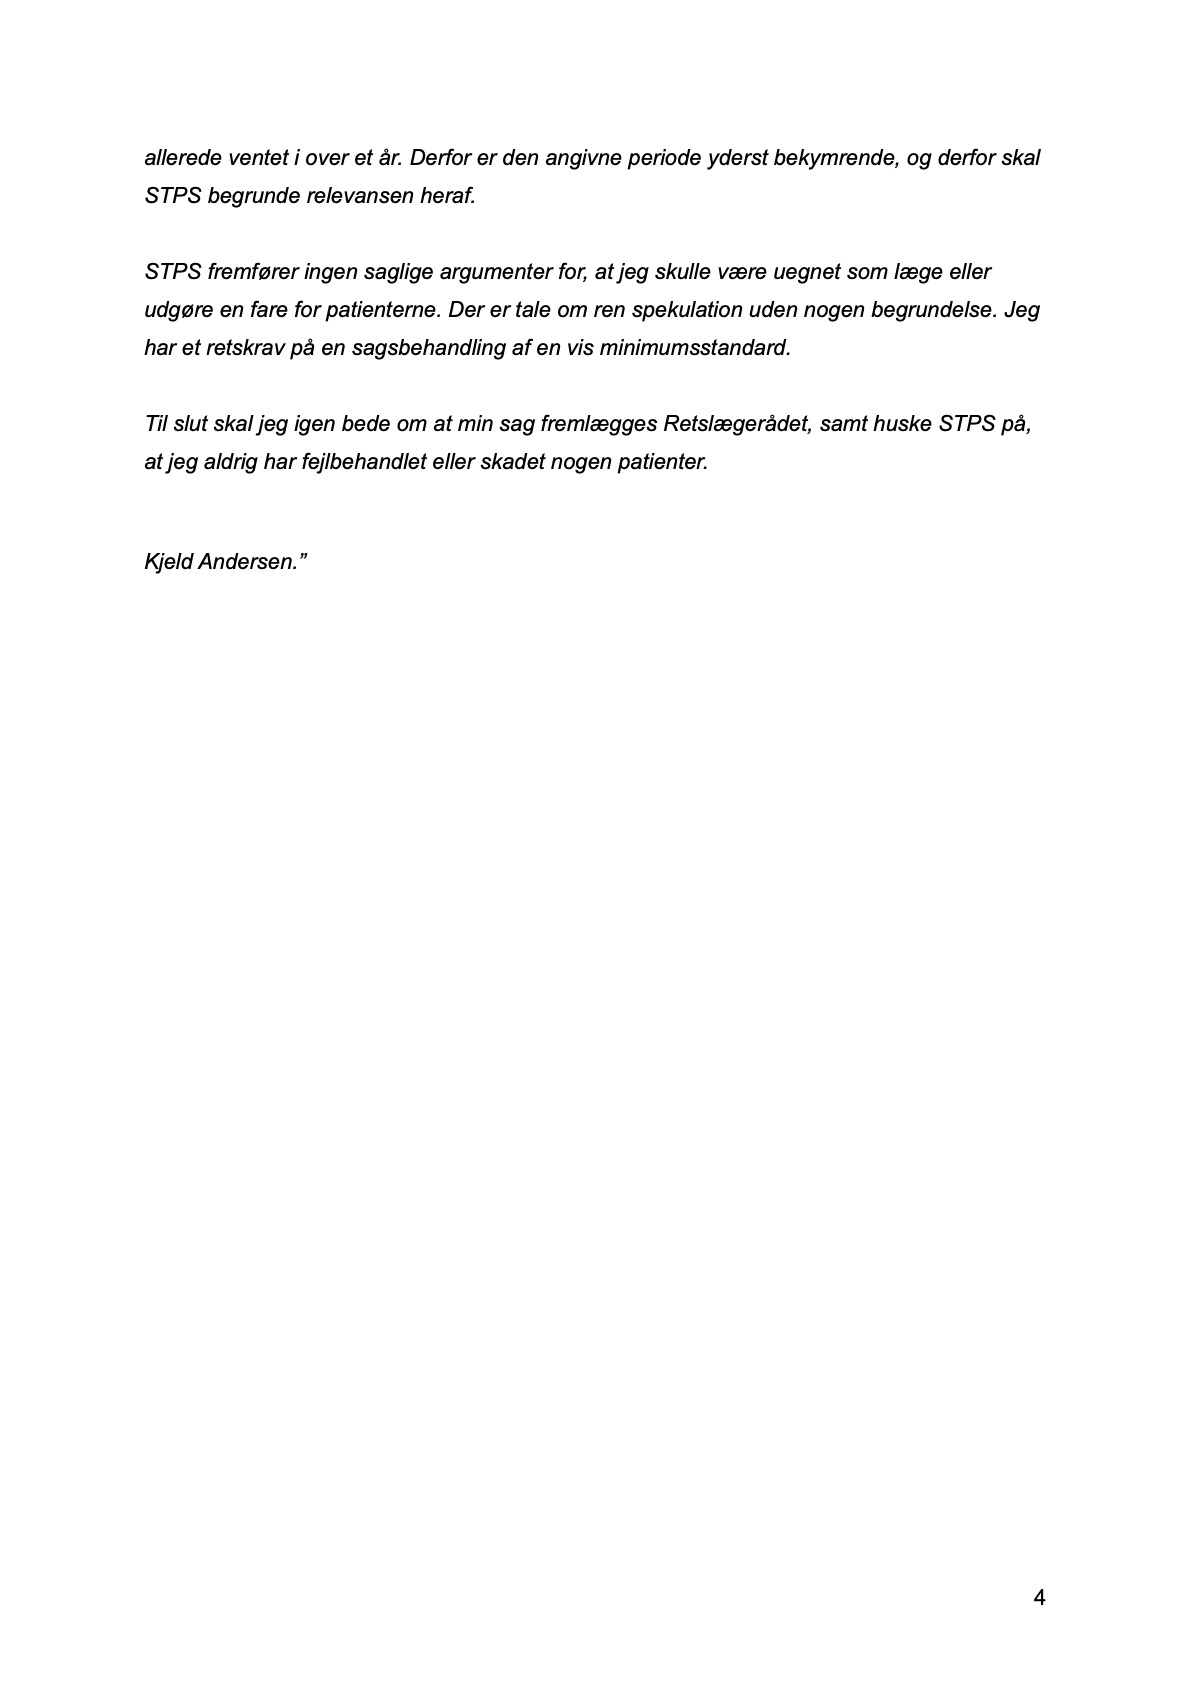 allerede ventet i over et år. Derfor er den angivne periode yderst bekymrende, og derfor skal
STPS begrunde relevansen heraf.
STPS fremfører ingen saglige argumenter for, at jeg skulle være uegnet som læge eller
udgøre en fare for patienterne. Der er tale om ren spekulation uden nogen begrundelse. Jeg
har et retskrav på en sagsbehandling af en vis minimumsstandard.
Til slut skal jeg igen bede om at min sag fremlægges Retslægerådet, samt huske STPS på,
at jeg aldrig har fejlbehandlet eller skadet nogen patienter.
Kjeld Andersen.”
4